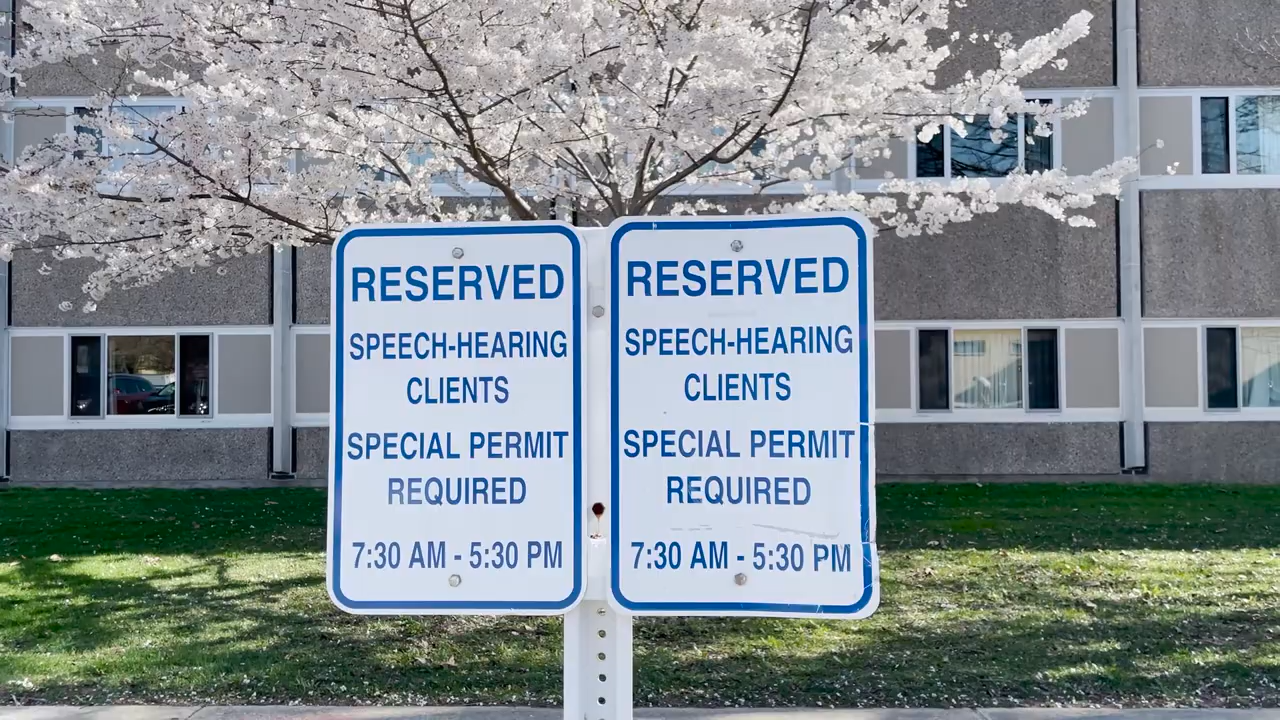 RESERVED
SPEECH-HEARING
CLIENTS
SPECIAL PERMIT
REQUIRED
7:30 AM - 5:30 PM
RESERVED
SPEECH-HEARING
CLIENTS
SPECIAL PERMIT
REQUIRED
7:30 AM - 5:30 PM